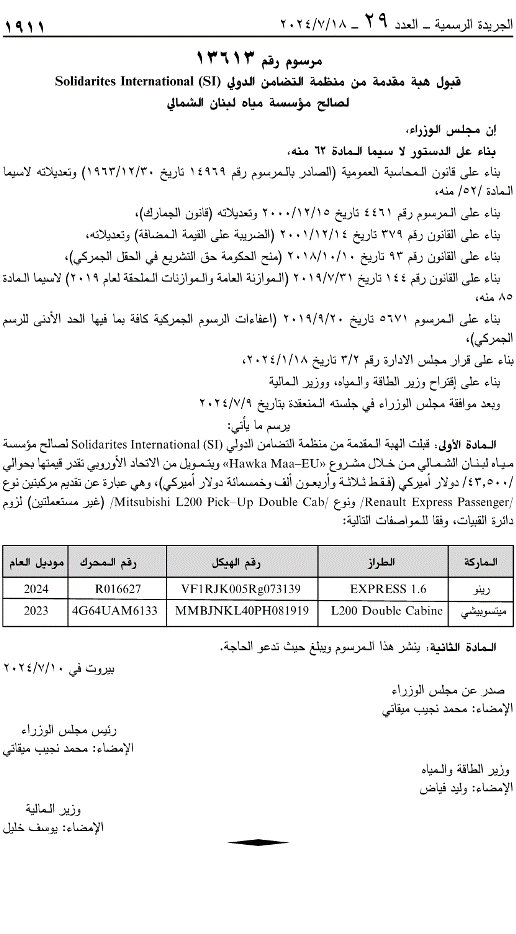 الجريدة الرسمية ــ العدد ٢٩ ــ ٢٠٢٤/٧/١٨
١٩١١
مرسوم رقم ١٣٦١٣
قبول هبة مقدمة من منظمة التضامن الدولي Solidarites International (SI)
لصالح مؤسسة مياه لبنان الشمالي
إن مجلس الوزراء،
بناء على الدستور لا سيما المادة ٦٢ منه،
بناء على قانون المحاسبة العمومية (الصادر بالمرسوم رقم ١٤٩٦٩ تاريخ ١٩٦٣/١٢/٣٠) وتعديلاته لاسيما
المادة /٥٢/ منه،
بناء على المرسوم رقم ٤٤٦١ تاريخ ٢٠٠٠/١٢/١٥ وتعديلاته (قانون الجمارك)،
بناء على القانون رقم ٣٧٩ تاريخ ٢٠٠١/١٢/١٤ (الضريبة على القيمة المضافة) وتعديلاته،
بناء على القانون رقم ٩٣ تاريخ ٢٠١٨/١٠/١٠ (منح الحكومة حق التشريع في الحقل الجمركي)،
بناء على القانون رقم ١٤٤ تاريخ ٢٠١٩/٧/٣١ (الموازنة العامة والموازنات الملحقة لعام ٢٠١٩) لاسيما المادة
٨٥ منه،
بناء على المرسوم ٥٦٧١ تاريخ ٢٠١٩/٩/٢٠ (اعفاءات الرسوم الجمركية كافة بما فيها الحد الأدنى للرسم
الجمركي)،
بناء على قرار مجلس الادارة رقم ٣/٢ تاريخ ٢٠٢٤/١/١٨،
بناء على إقتراح وزير الطاقة والمياه، ووزير المالية
وبعد موافقة مجلس الوزراء في جلسته المنعقدة بتاريخ ٢٠٢٤/٧/٩
يرسم ما يأتي:
المادة الأولى: قبلت الهبة المقدمة من منظمة التضامن الدولي Solidarites International (SI) لصالح مؤسسة
مياه لبنان الشمالي من خلال مشروع «Hawka Maa–EU» وبتمويل من الاتحاد الأوروبي تقدر قيمتها بحوالي
/٤٣,٥٠٠/ دولار أميركي (فقط ثلاثة وأربعون ألف وخمسمائة دولار أميركي)، وهي عبارة عن تقديم مركبتين نوع
/Renault Express Passenger/ ونوع /Mitsubishi L200 Pick–Up Double Cab/ (غير مستعملتين) لزوم
دائرة القبيات، وفقا للمواصفات التالية:
الماركة الطراز رقم الهيكل رقم المحرك موديل العام
رينو EXPRESS 1.6 VF1RJK005Rg073139 R016627 2024
ميتسوبيشي L200 Double Cabine MMBJNKL40PH081919 4G64UAM6133 2023
المادة الثانية: ينشر هذا المرسوم ويبلغ حيث تدعو الحاجة.
بيروت في ٢٠٢٤/٧/١٠
صدر عن مجلس الوزراء
الإمضاء: محمد نجيب ميقاتي
رئيس مجلس الوزراء
الإمضاء: محمد نجيب ميقاتي
وزير الطاقة والمياه
الإمضاء: وليد فياض
وزير المالية
الإمضاء: يوسف خليل